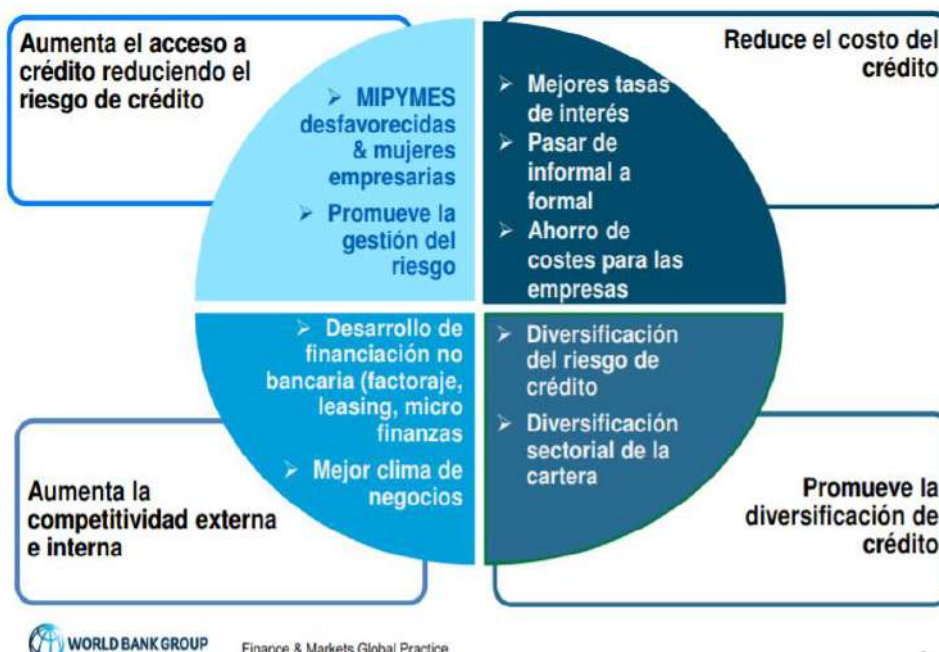 Aumenta el acceso a
crédito reduciendo el
riesgo de crédito
➢ MIPYMES
desfavorecidas
& mujeres
empresarias
➢ Promueve la
gestión del
riesgo
Reduce el costo del
crédito
➢ Mejores tasas
de interés
➢ Pasar de
informal a
formal
➢ Ahorro de
costes para las
empresas
Aumenta la
competitividad externa
e interna
➢ Desarrollo de
financiación no
bancaria (factoraje,
leasing, micro
finanzas
➢ Mejor clima de
negocios
➢ Diversificación
del riesgo de
crédito
➢ Diversificación
sectorial de la
cartera
Promueve la
diversificación de
crédito
WORLD BANK GROUP
Finance & Markets Global Practice